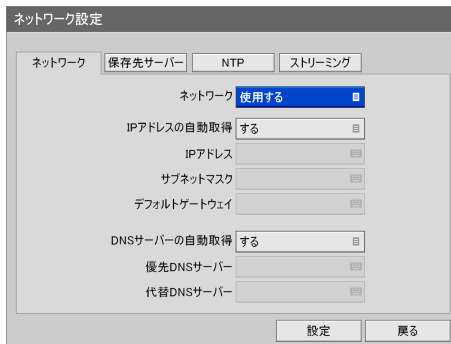 ネットワーク設定
ネットワーク 保存先サーバー NTP ストリーミング
ネットワーク 使用する
IPアドレスの自動取得 する
IPアドレス
サブネットマスク
デフォルトゲートウェイ
DNSサーバーの自動取得 する
優先DNSサーバー
代替DNSサーバー
設定 戻る